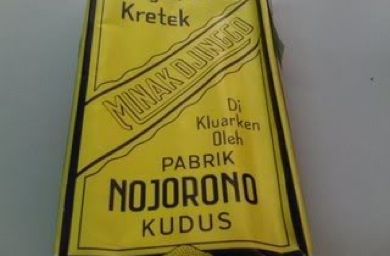 Kretek
MINAK DJINGGO
Di
Kluarken
Oleh
PABRIK
NOJORONO
KUDUS